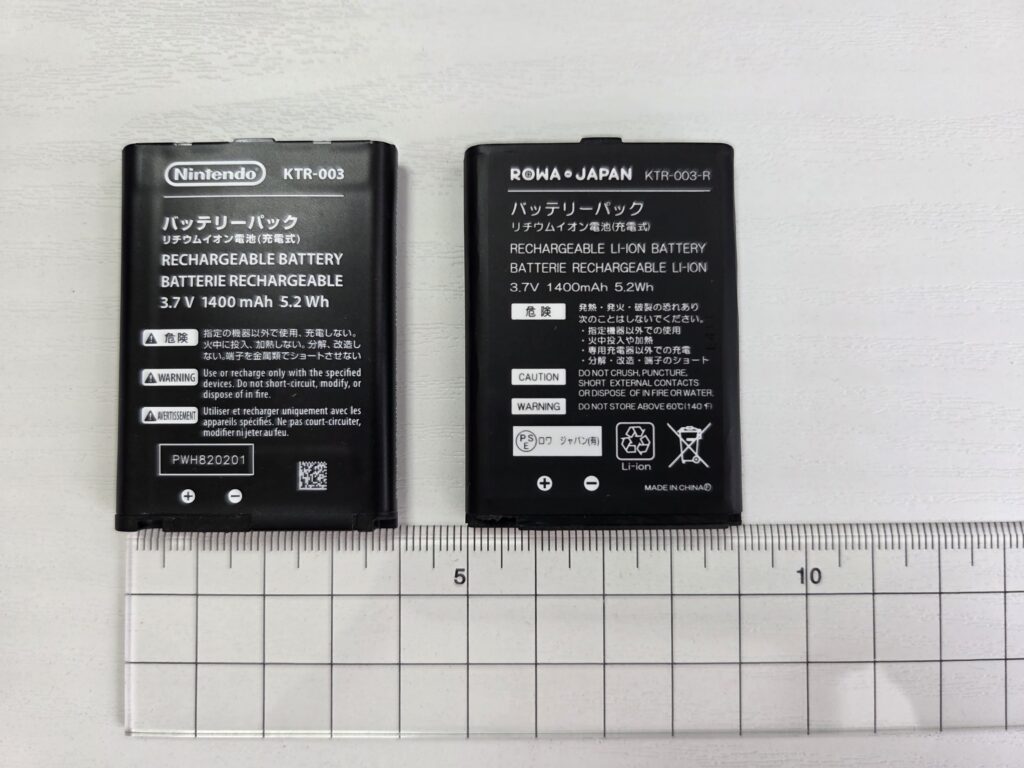 Nintendo KTR-003
バッテリーパック
リチウムイオン電池(充電式)
RECHARGEABLE BATTERY
BATTERIE RECHARGEABLE
3.7 V 1400 mAh 5.2 Wh
危険 指定の機器以外で使用、充電しない。
火中に投入、加熱しない。分解、改造し
ない。端子を金属類でショートさせない
WARNING Use or recharge only with the specified
devices. Do not short-circuit, modify, or
dispose of in fire.
AVERTISSEMENT Utiliser et recharger uniquement avec les
appareils spécifiés. Ne pas court-circuiter,
modifier ni jeter au feu.
PWH820201
ROWA JAPAN KTR-003-R
バッテリーパック
リチウムイオン電池(充電式)
RECHARGEABLE LI-ION BATTERY
BATTERIE RECHARGEABLE LI-ION
3.7 V 1400mAh 5.2Wh
危険 発熱・発火・破裂の恐れあり
次のことはしないでください。
・指定機器以外での使用
・火中投入や加熱
・専用充電器以外での充電
・分解・改造・端子のショート
CAUTION DO NOT CRUSH, PUNCTURE,
SHORT EXTERNAL CONTACTS
OR DISPOSE OF IN FIRE OR WATER.
WARNING DO NOT STORE ABOVE 60℃(140℉)
PSE ロワ ジャパン(有)
Li-ion
MADE IN CHINA
5 10